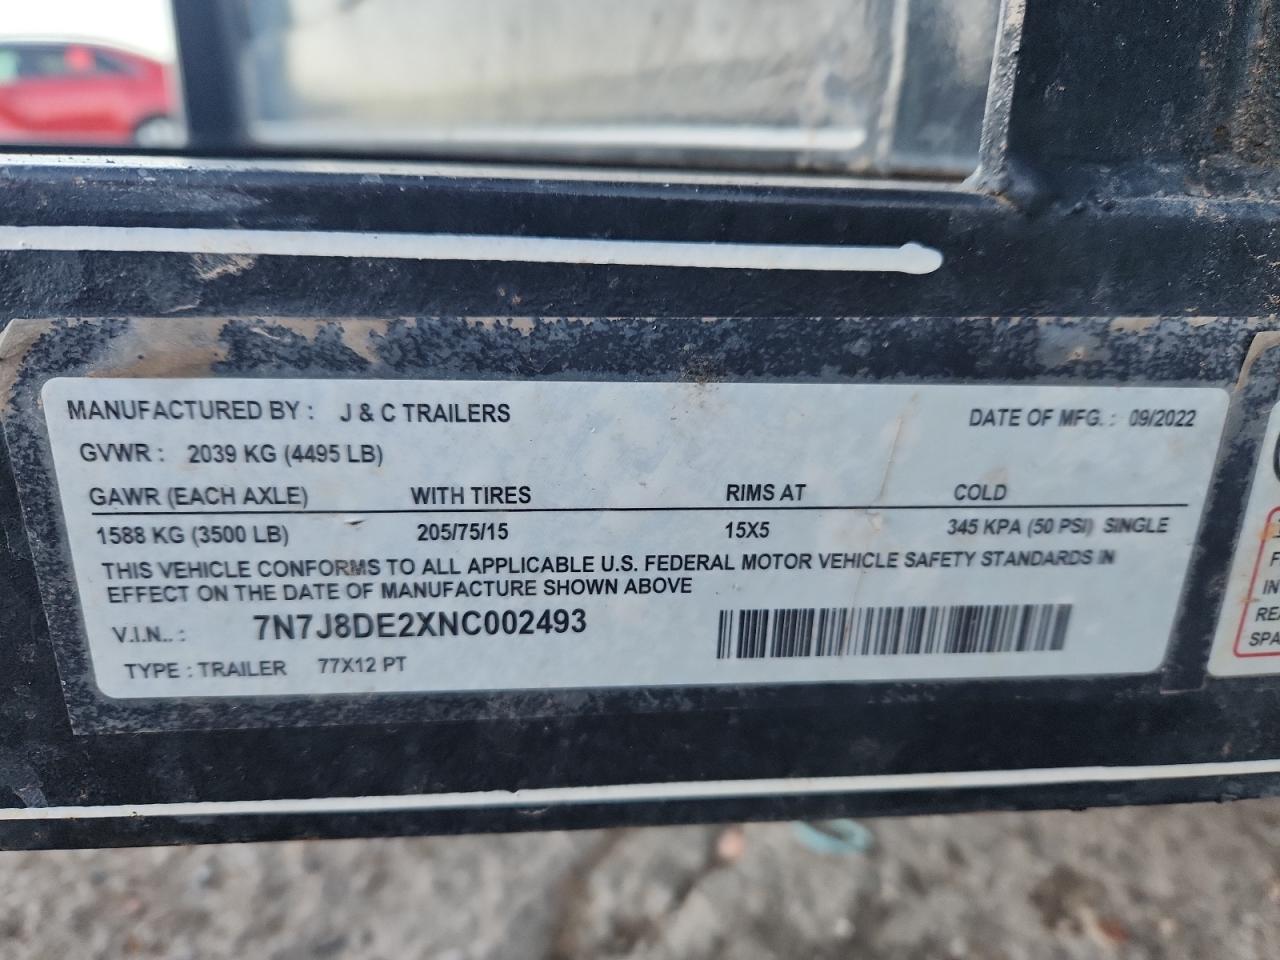 MANUFACTURED BY : J & C TRAILERS DATE OF MFG. : 09/2022
GVWR : 2039 KG (4495 LB)
GAWR (EACH AXLE) WITH TIRES RIMS AT COLD
1588 KG (3500 LB) 205/75/15 15X5 345 KPA (50 PSI) SINGLE
THIS VEHICLE CONFORMS TO ALL APPLICABLE U.S. FEDERAL MOTOR VEHICLE SAFETY STANDARDS IN
EFFECT ON THE DATE OF MANUFACTURE SHOWN ABOVE
V.I.N.. : 7N7J8DE2XNC002493
TYPE : TRAILER 77X12 PT